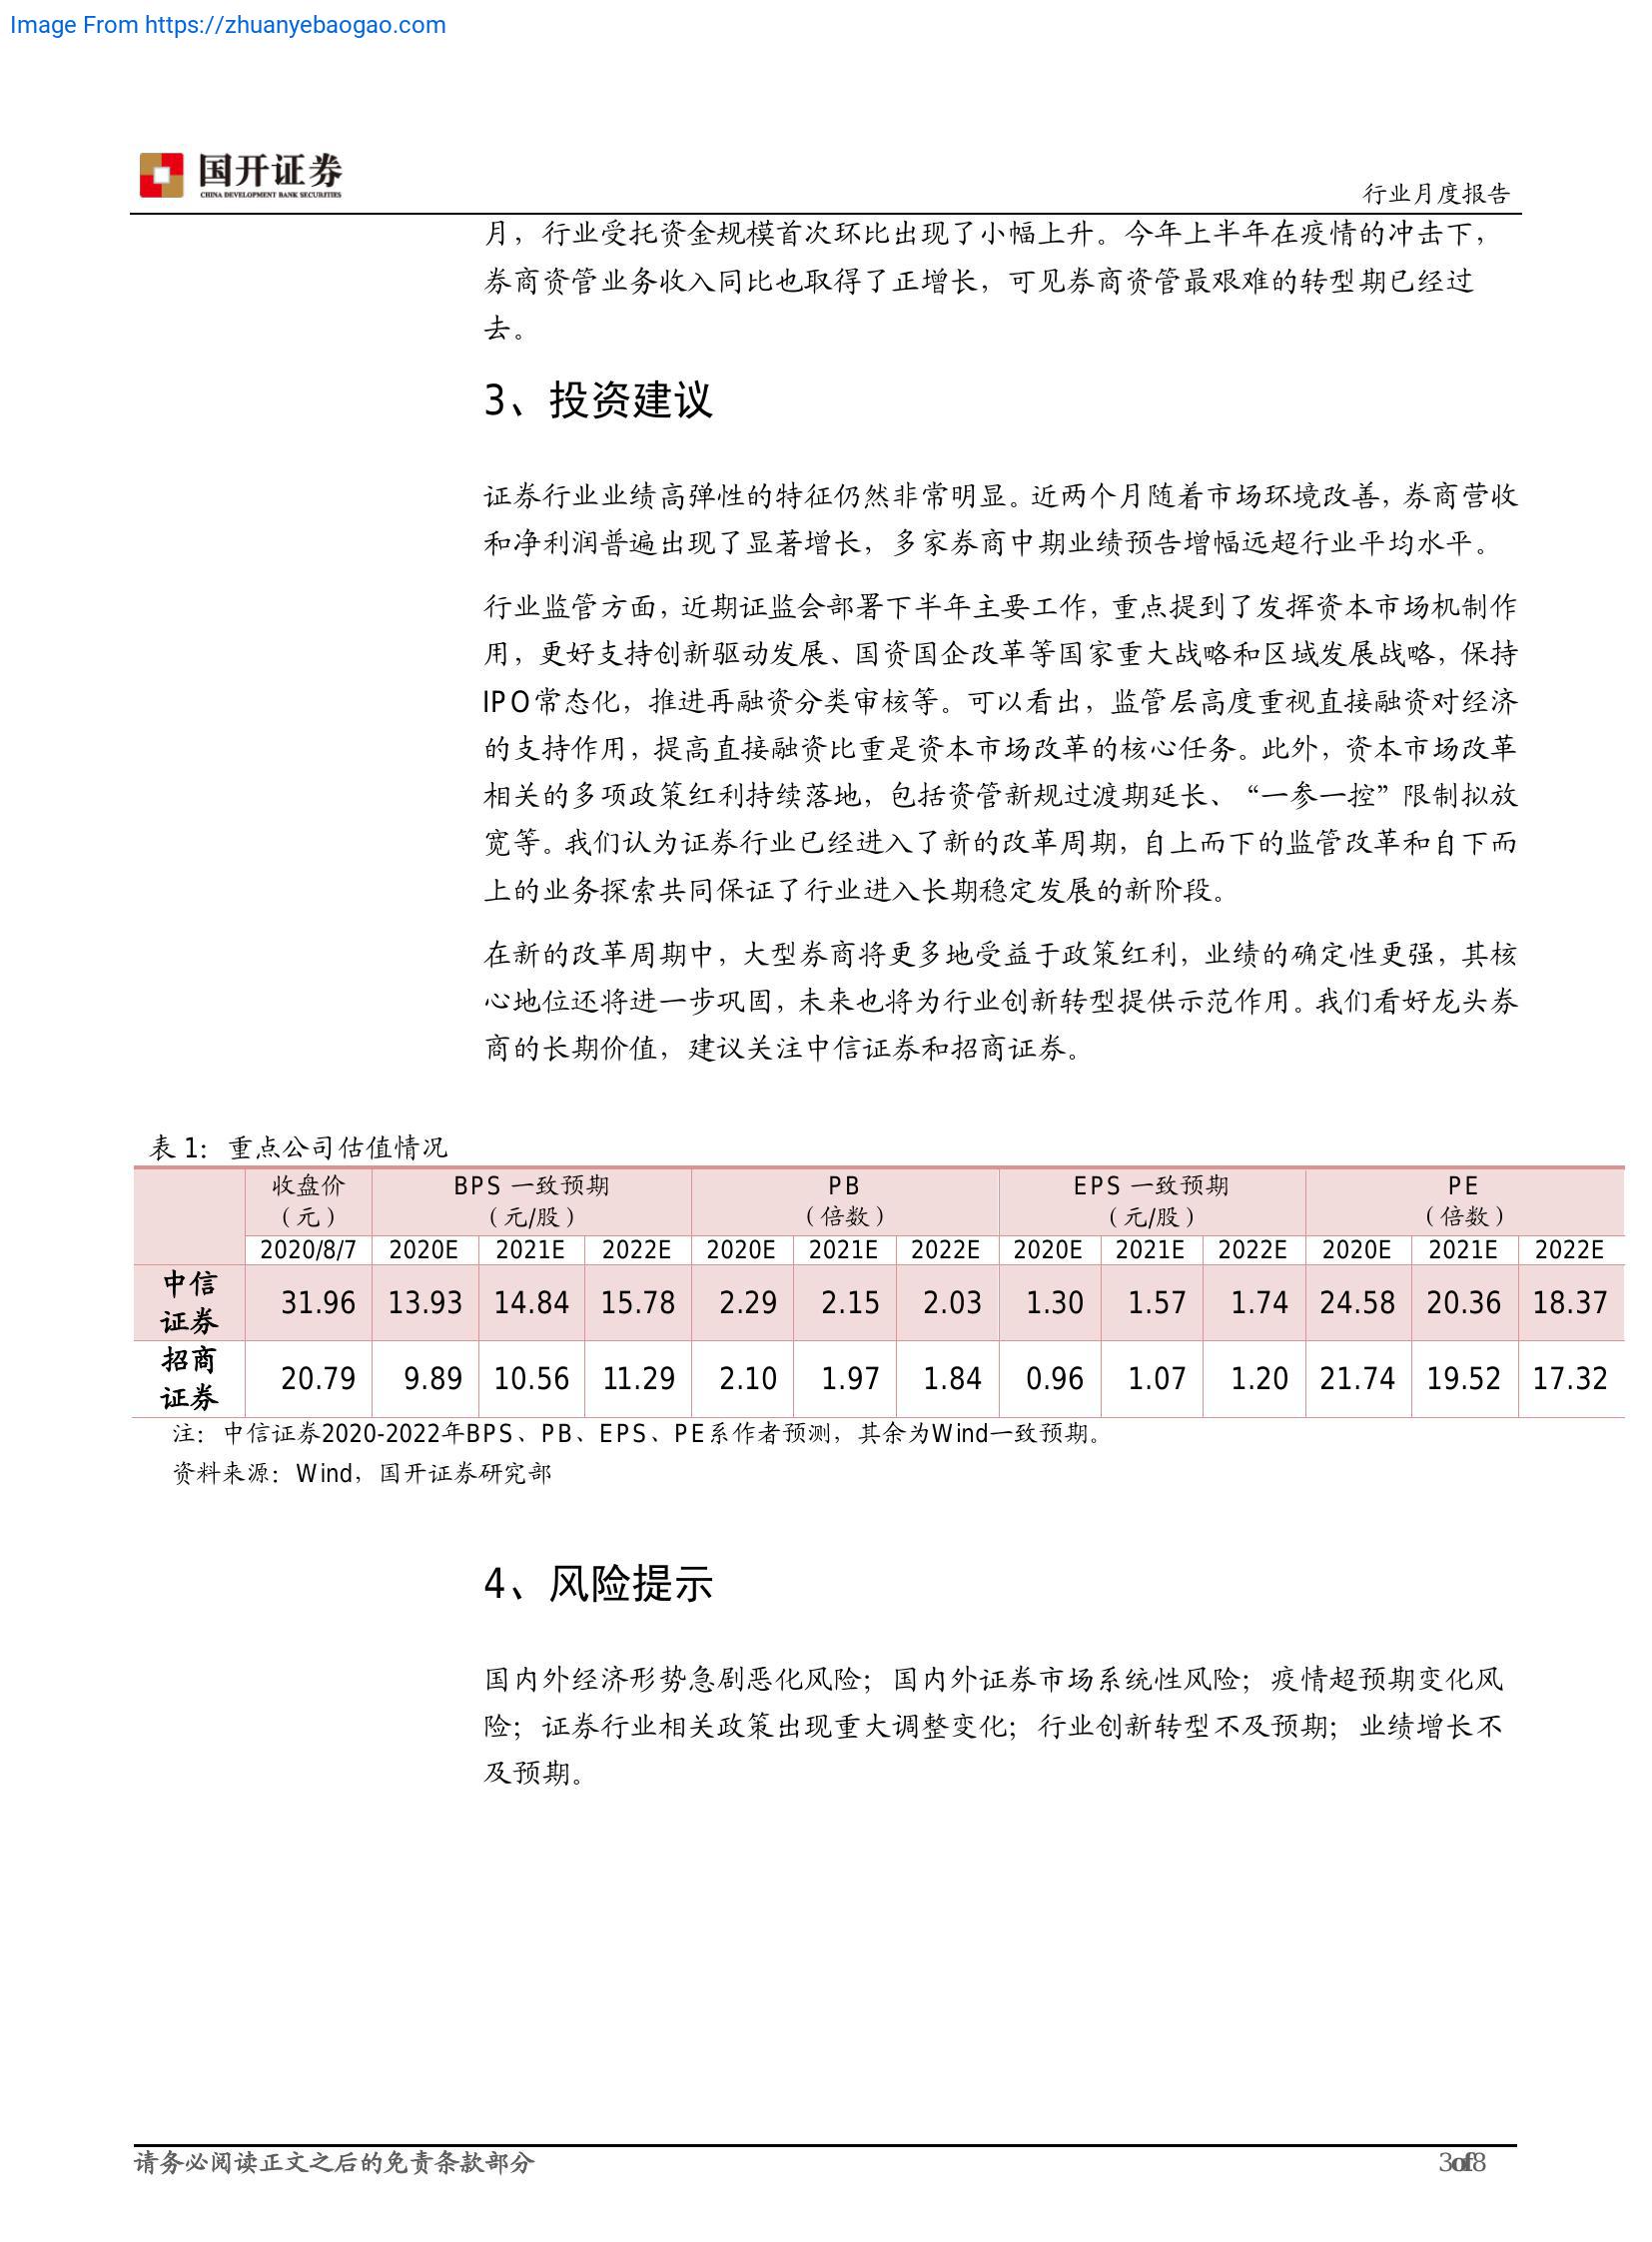 Image From https://zhuanyebaogao.com
国开证券
CHINA DEVELOPMENT BANK SECURITIES
行业月度报告
月，行业受托资金规模首次环比出现了小幅上升。今年上半年在疫情的冲击下，
券商资管业务收入同比也取得了正增长，可见券商资管最艰难的转型期已经过
去。
3、投资建议
证券行业业绩高弹性的特征仍然非常明显。近两个月随着市场环境改善，券商营收
和净利润普遍出现了显著增长，多家券商中期业绩预告增幅远超行业平均水平。
行业监管方面，近期证监会部署下半年主要工作，重点提到了发挥资本市场机制作
用，更好支持创新驱动发展、国资国企改革等国家重大战略和区域发展战略，保持
IPO常态化，推进再融资分类审核等。可以看出，监管层高度重视直接融资对经济
的支持作用，提高直接融资比重是资本市场改革的核心任务。此外，资本市场改革
相关的多项政策红利持续落地，包括资管新规过渡期延长、“一参一控”限制拟放
宽等。我们认为证券行业已经进入了新的改革周期，自上而下的监管改革和自下而
上的业务探索共同保证了行业进入长期稳定发展的新阶段。
在新的改革周期中，大型券商将更多地受益于政策红利，业绩的确定性更强，其核
心地位还将进一步巩固，未来也将为行业创新转型提供示范作用。我们看好龙头券
商的长期价值，建议关注中信证券和招商证券。
表 1：重点公司估值情况
收盘价 BPS 一致预期 PB EPS 一致预期 PE
（元） （元/股） （倍数） （元/股） （倍数）
2020/8/7 2020E 2021E 2022E 2020E 2021E 2022E 2020E 2021E 2022E 2020E 2021E 2022E
中信
证券
31.96 13.93 14.84 15.78 2.29 2.15 2.03 1.30 1.57 1.74 24.58 20.36 18.37
招商
证券
20.79 9.89 10.56 11.29 2.10 1.97 1.84 0.96 1.07 1.20 21.74 19.52 17.32
注：中信证券2020-2022年BPS、PB、EPS、PE系作者预测，其余为Wind一致预期。
资料来源：Wind，国开证券研究部
4、风险提示
国内外经济形势急剧恶化风险；国内外证券市场系统性风险；疫情超预期变化风
险；证券行业相关政策出现重大调整变化；行业创新转型不及预期；业绩增长不
及预期。
请务必阅读正文之后的免责条款部分
3of8